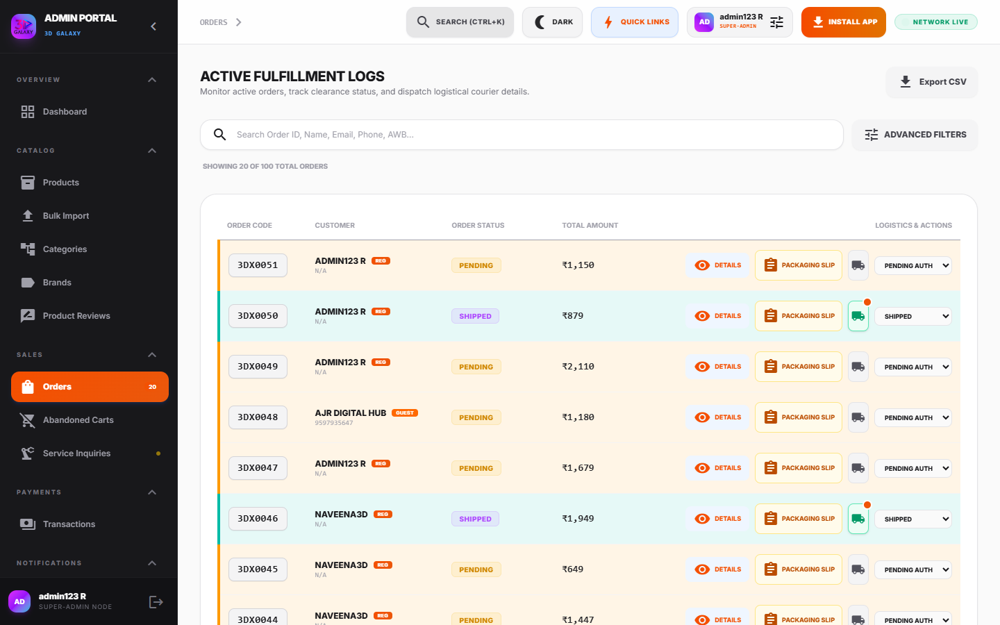 3D
GALAXY
ADMIN PORTAL
3D GALAXY
ORDERS
SEARCH (CTRL+K)
DARK
QUICK LINKS
AD
admin123 R
SUPER-ADMIN
INSTALL APP
NETWORK LIVE
OVERVIEW
Dashboard
CATALOG
Products
Bulk Import
Categories
Brands
Product Reviews
SALES
Orders 20
Abandoned Carts
Service Inquiries
PAYMENTS
Transactions
NOTIFICATIONS
AD
admin123 R
SUPER-ADMIN NODE
ACTIVE FULFILLMENT LOGS
Monitor active orders, track clearance status, and dispatch logistical courier details.
Export CSV
Search Order ID, Name, Email, Phone, AWB...
ADVANCED FILTERS
SHOWING 20 OF 100 TOTAL ORDERS
ORDER CODE CUSTOMER ORDER STATUS TOTAL AMOUNT LOGISTICS & ACTIONS
3DX0051 ADMIN123 R REG PENDING ₹1,150 DETAILS PACKAGING SLIP PENDING AUTH
N/A
3DX0050 ADMIN123 R REG SHIPPED ₹879 DETAILS PACKAGING SLIP SHIPPED
N/A
3DX0049 ADMIN123 R REG PENDING ₹2,110 DETAILS PACKAGING SLIP PENDING AUTH
N/A
3DX0048 AJR DIGITAL HUB GUEST PENDING ₹1,180 DETAILS PACKAGING SLIP PENDING AUTH
9597935647
3DX0047 ADMIN123 R REG PENDING ₹1,679 DETAILS PACKAGING SLIP PENDING AUTH
N/A
3DX0046 NAVEENA3D REG SHIPPED ₹1,949 DETAILS PACKAGING SLIP SHIPPED
N/A
3DX0045 NAVEENA3D REG PENDING ₹649 DETAILS PACKAGING SLIP PENDING AUTH
N/A
3DX0044 NAVEENA3D REG PENDING ₹1,447 DETAILS PACKAGING SLIP PENDING AUTH
N/A